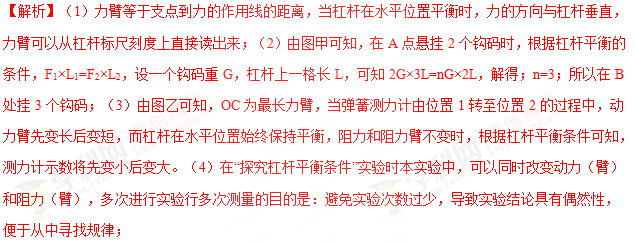 【解析】（1）力臂等于支点到力的作用线的距离，当杠杆在水平位置平衡时，力的方向与杠杆垂直，
力臂可以从杠杆标尺刻度上直接读出来；（2）由图甲可知，在 A 点悬挂 2 个钩码时，根据杠杆平衡的
条件，F₁×L₁=F₂×L₂，设一个钩码重 G，杠杆上一格长 L，可知 2G×3L=nG×2L，解得；n=3；所以在 B
处挂 3 个钩码；（3）由图乙可知，OC 为最长力臂，当弹簧测力计由位置 1 转至位置 2 的过程中，动
力臂先变长后变短，而杠杆在水平位置始终保持平衡，阻力和阻力臂不变时，根据杠杆平衡条件可知，
测力计示数将先变小后变大。（4）在“探究杠杆平衡条件”实验时本实验中，可以同时改变动力（臂）
和阻力（臂），多次进行实验行多次测量的目的是：避免实验次数过少，导致实验结论具有偶然性，
便于从中寻找规律；